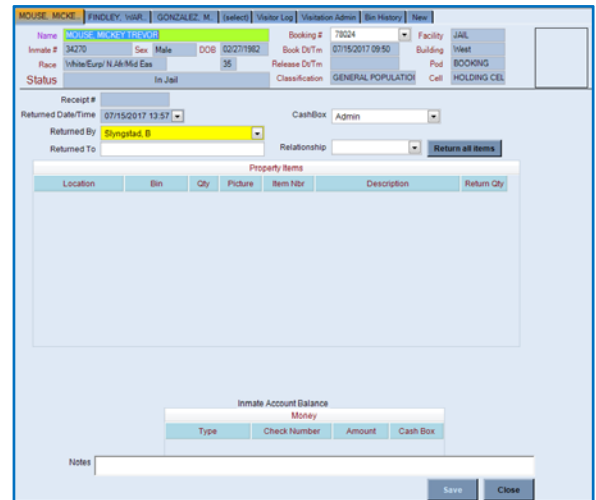 MOUSE, MICKE... FINDLEY, WAR... GONZALEZ, M... (select) Visitor Log Visitation Admin Bin History New
Name MOUSE, MICKEY TREVOR Booking # 78024 Facility JAIL
Inmate # 34270 Sex Male DOB 02/27/1982 Book Dt/Tm 07/15/2017 09:50 Building West
Race White/Eurp/ N.Afr/Mid Eas 35 Release Dt/Tm Pod BOOKING
Status In Jail Classification GENERAL POPULATIOI Cell HOLDING CEL
Receipt #
Returned Date/Time 07/15/2017 13:57 CashBox Admin
Returned By Slyngstad, B
Returned To Relationship Return all items
Property Items
Location Bin Qty Picture Item Nbr Description Return Qty
Inmate Account Balance
Money
Type Check Number Amount Cash Box
Notes
Save Close